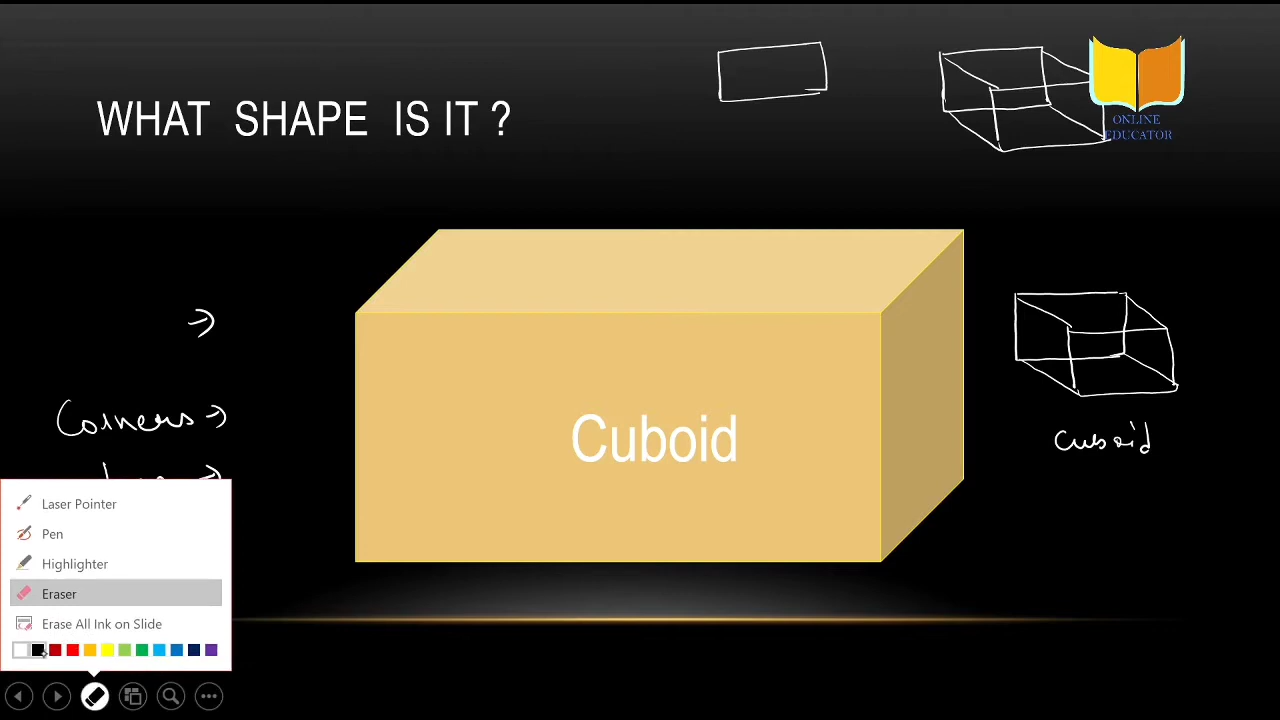 WHAT SHAPE IS IT ?
ONLINE
EDUCATOR
Cuboid
Corners
cuboid
Laser Pointer
Pen
Highlighter
Eraser
Erase All Ink on Slide